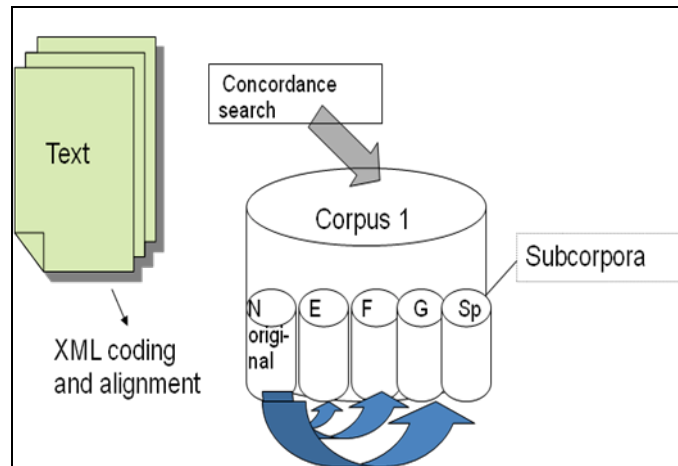 Text
XML coding
and alignment
Concordance
search
Corpus 1
Subcorpora
N E F G Sp
origi-
nal